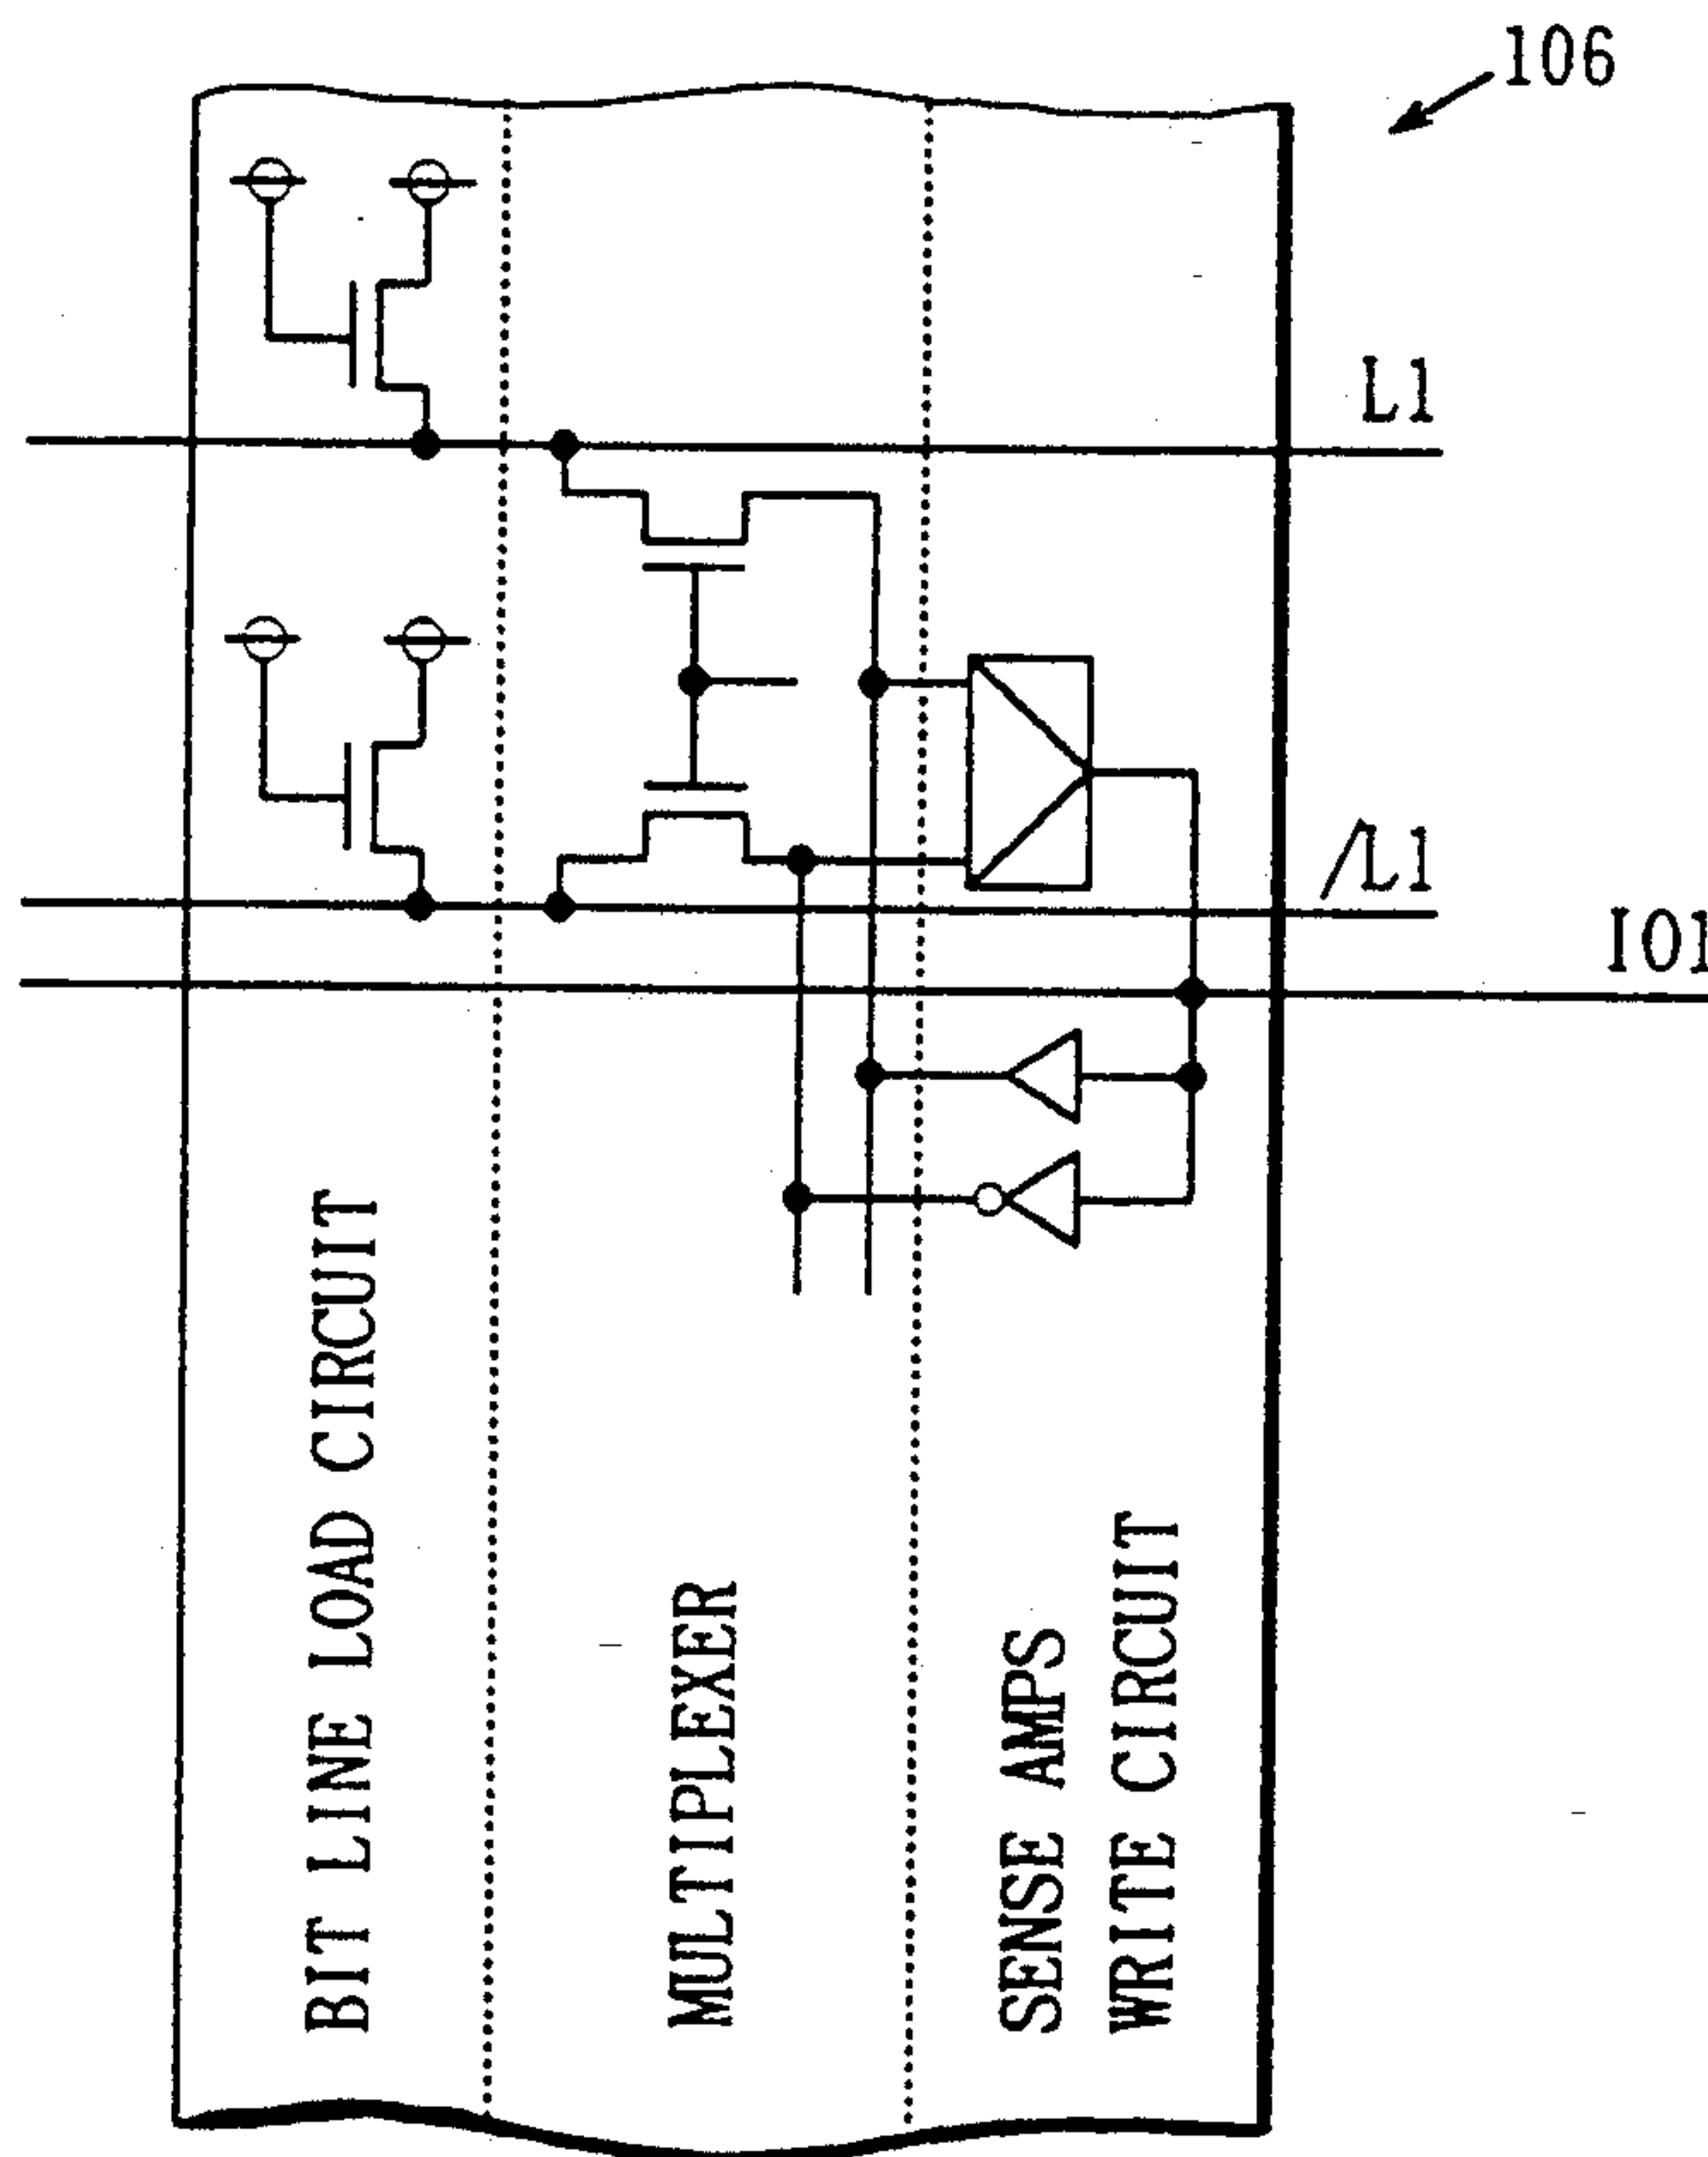 106
L1
/L1
IO1
BIT LINE LOAD CIRCUIT
MULTIPLEXER
SENSE AMPS
WRITE CIRCUIT